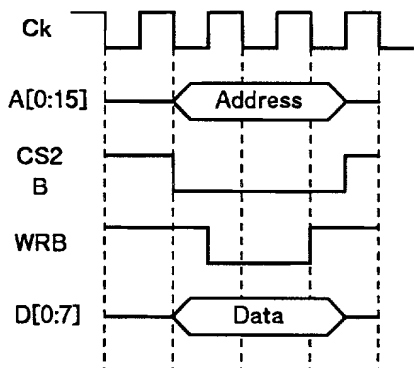 Ck
A[0:15]
Address
CS2
B
WRB
D[0:7]
Data